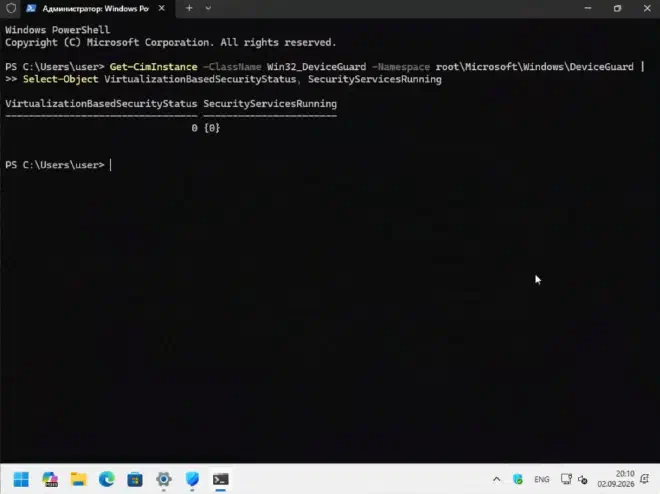 Администратор: Windows Po
Windows PowerShell
Copyright (C) Microsoft Corporation. All rights reserved.
PS C:\Users\user> Get-CimInstance -ClassName Win32_DeviceGuard -Namespace root\Microsoft\Windows\DeviceGuard |
>> Select-Object VirtualizationBasedSecurityStatus, SecurityServicesRunning
VirtualizationBasedSecurityStatus SecurityServicesRunning
--------------------------------- -----------------------
0 {0}
PS C:\Users\user>
ENG
20:10
02.09.2026